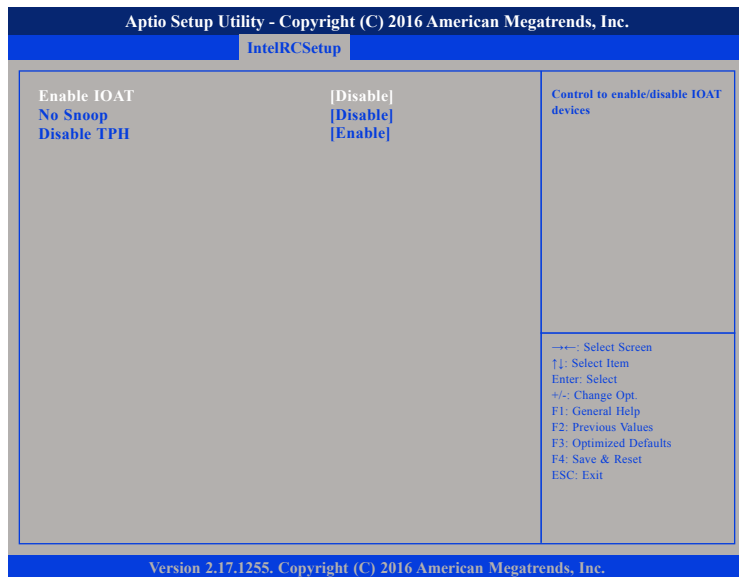 Aptio Setup Utility - Copyright (C) 2016 American Megatrends, Inc.
IntelRCSetup
Enable IOAT [Disable]
No Snoop [Disable]
Disable TPH [Enable]
Control to enable/disable IOAT
devices
→←: Select Screen
↑↓: Select Item
Enter: Select
+/-: Change Opt.
F1: General Help
F2: Previous Values
F3: Optimized Defaults
F4: Save & Reset
ESC: Exit
Version 2.17.1255. Copyright (C) 2016 American Megatrends, Inc.